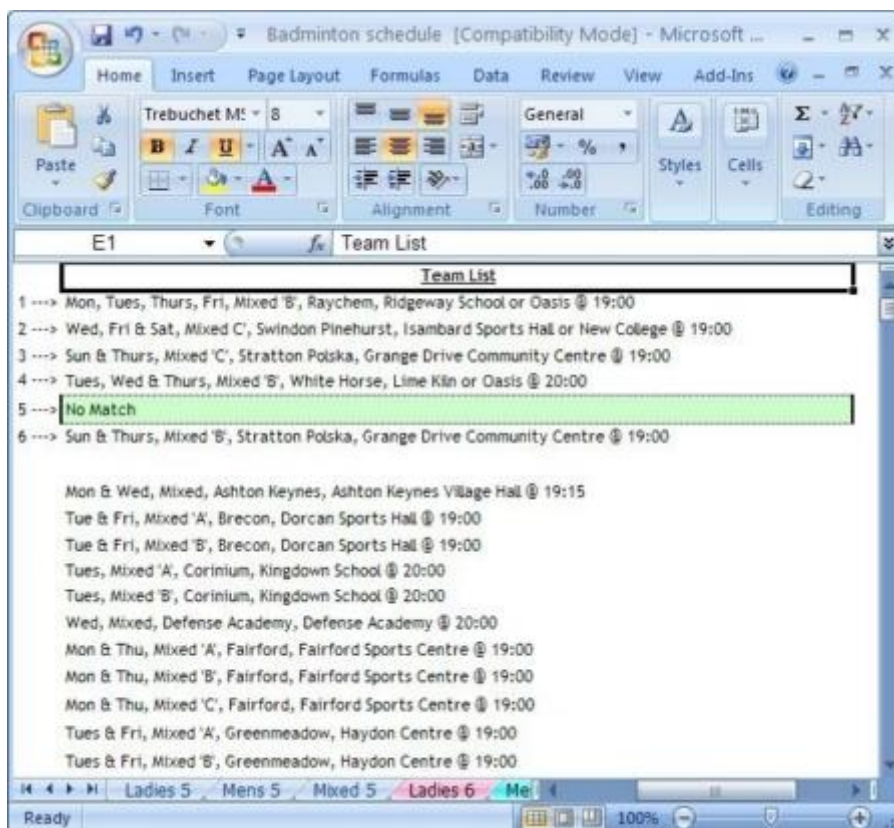 Badminton schedule [Compatibility Mode] - Microsoft ...
Home Insert Page Layout Formulas Data Review View Add-Ins
Trebuchet MS 8 General
B I U A A Σ
Paste % , Styles Cells
Clipboard Font Alignment Number Editing
E1 fx Team List
Team List
1 ---> Mon, Tues, Thurs, Fri, Mixed 'B', Raychem, Ridgeway School or Oasis @ 19:00
2 ---> Wed, Fri & Sat, Mixed C', Swindon Pinehurst, Isambard Sports Hall or New College @ 19:00
3 ---> Sun & Thurs, Mixed 'C', Stratton Polska, Grange Drive Community Centre @ 19:00
4 ---> Tues, Wed & Thurs, Mixed 'B', White Horse, Lime Kiln or Oasis @ 20:00
5 ---> No Match
6 ---> Sun & Thurs, Mixed 'B', Stratton Polska, Grange Drive Community Centre @ 19:00
Mon & Wed, Mixed, Ashton Keynes, Ashton Keynes Village Hall @ 19:15
Tue & Fri, Mixed 'A', Brecon, Dorcan Sports Hall @ 19:00
Tue & Fri, Mixed 'B', Brecon, Dorcan Sports Hall @ 19:00
Tues, Mixed 'A', Corinium, Kingdown School @ 20:00
Tues, Mixed 'B', Corinium, Kingdown School @ 20:00
Wed, Mixed, Defense Academy, Defense Academy @ 20:00
Mon & Thu, Mixed 'A', Fairford, Fairford Sports Centre @ 19:00
Mon & Thu, Mixed 'B', Fairford, Fairford Sports Centre @ 19:00
Mon & Thu, Mixed 'C', Fairford, Fairford Sports Centre @ 19:00
Tues & Fri, Mixed 'A', Greenmeadow, Haydon Centre @ 19:00
Tues & Fri, Mixed 'B', Greenmeadow, Haydon Centre @ 19:00
Ladies 5 Mens 5 Mixed 5 Ladies 6 Me
Ready 100%